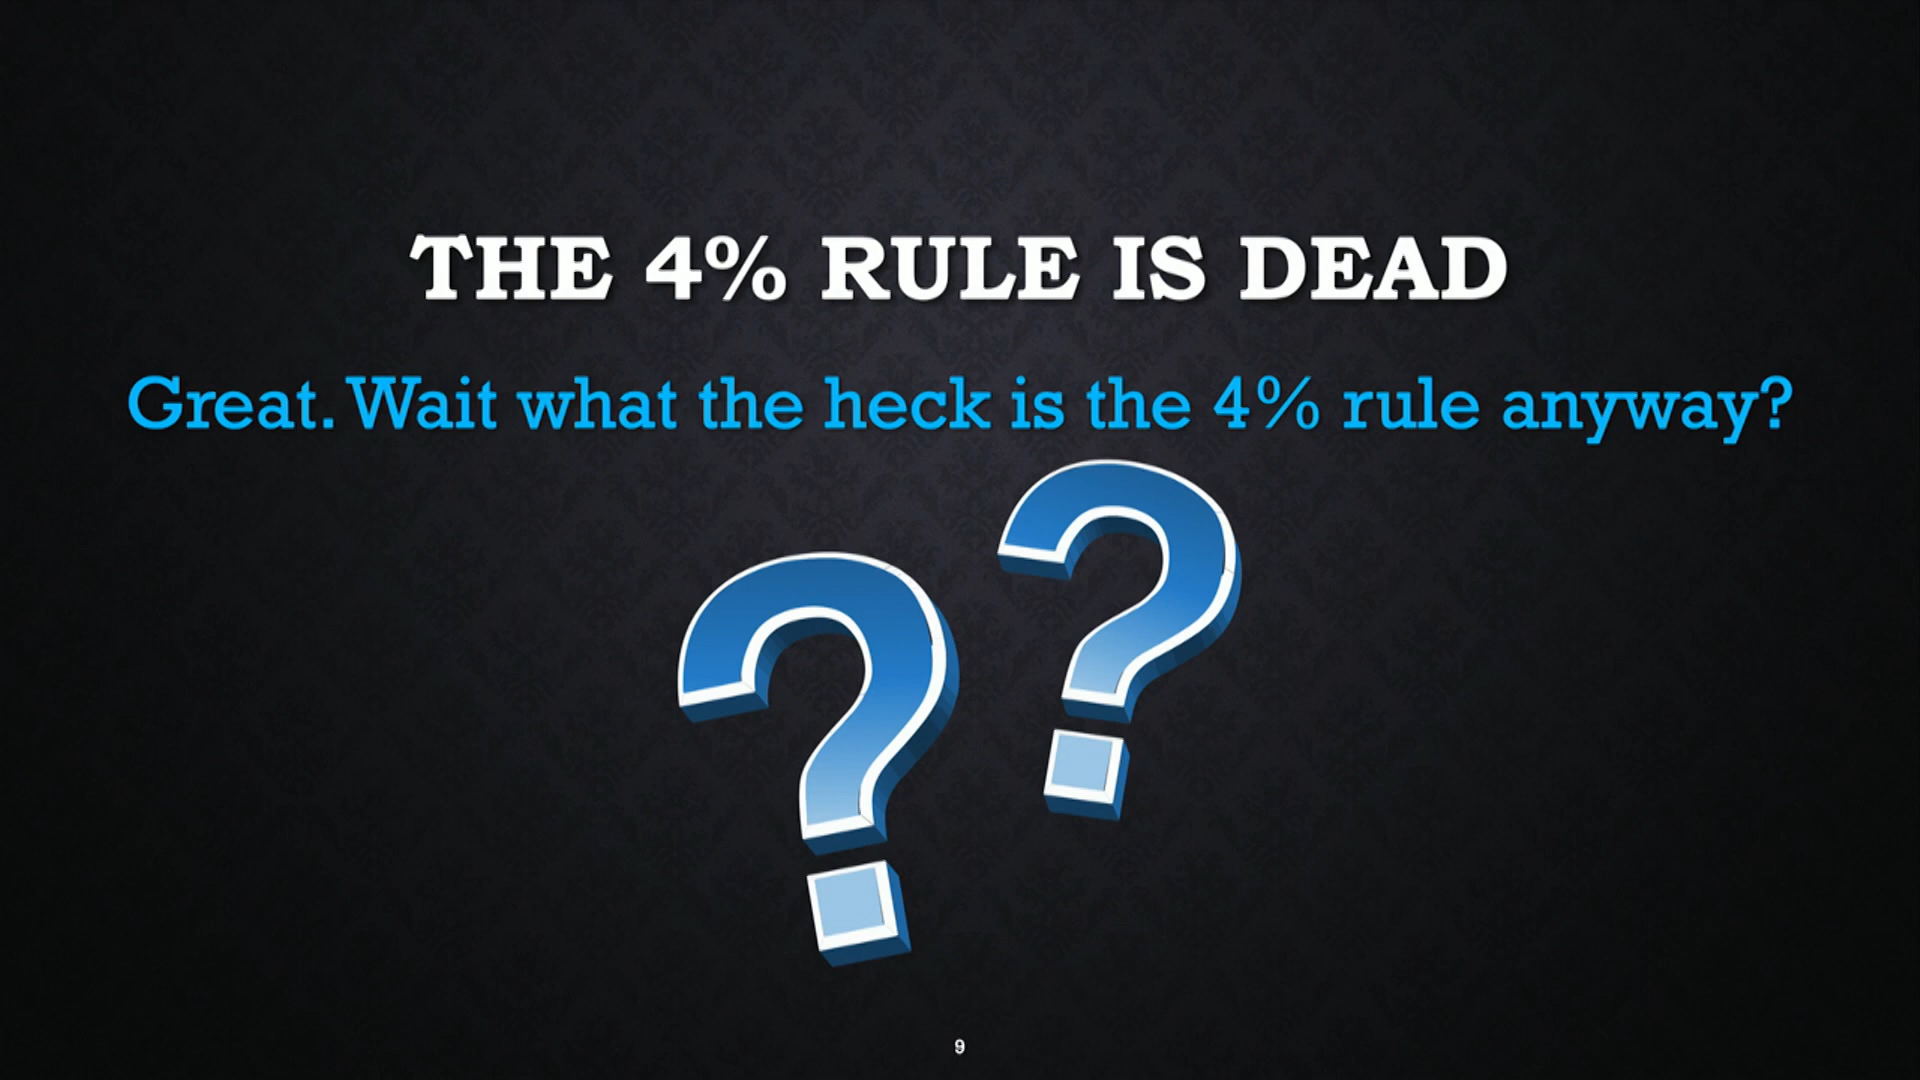 THE 4% RULE IS DEAD
Great. Wait what the heck is the 4% rule anyway?
9